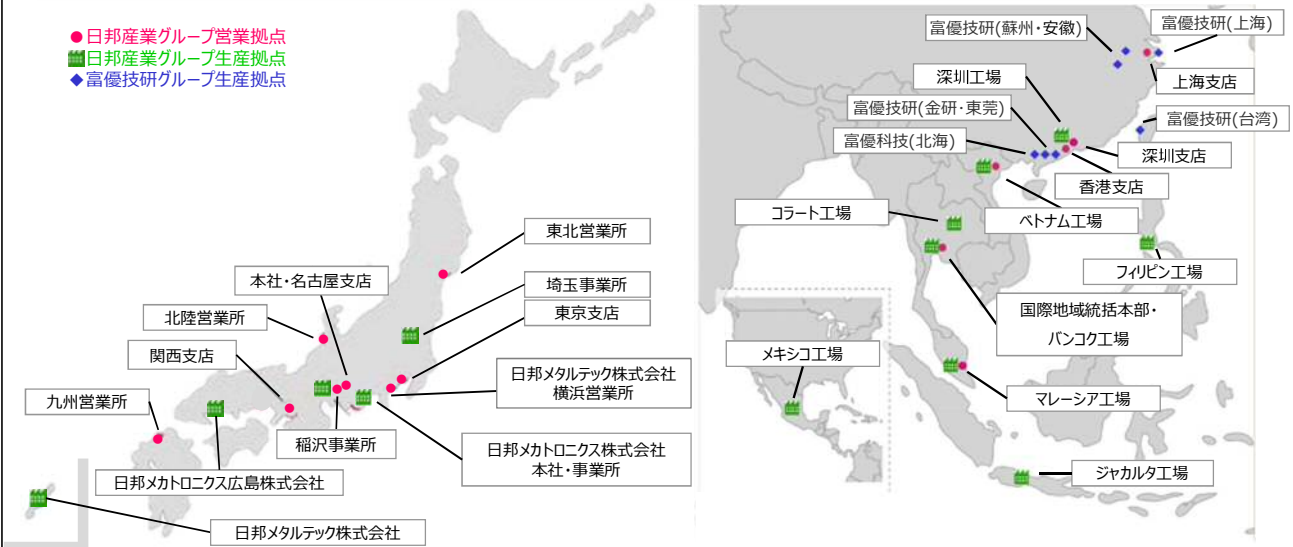 日邦産業グループ営業拠点
日邦産業グループ生産拠点
富優技研グループ生産拠点
東北営業所
本社・名古屋支店
埼玉事業所
北陸営業所
東京支店
関西支店
日邦メタルテック株式会社
横浜営業所
九州営業所
稲沢事業所
日邦メカトロニクス株式会社
本社・事業所
日邦メカトロニクス広島株式会社
日邦メタルテック株式会社
富優技研(蘇州・安徽)
富優技研(上海)
深圳工場
上海支店
富優技研(金研・東莞)
富優技研(台湾)
富優科技(北海)
深圳支店
香港支店
コラート工場
ベトナム工場
フィリピン工場
国際地域統括本部・
バンコク工場
メキシコ工場
マレーシア工場
ジャカルタ工場